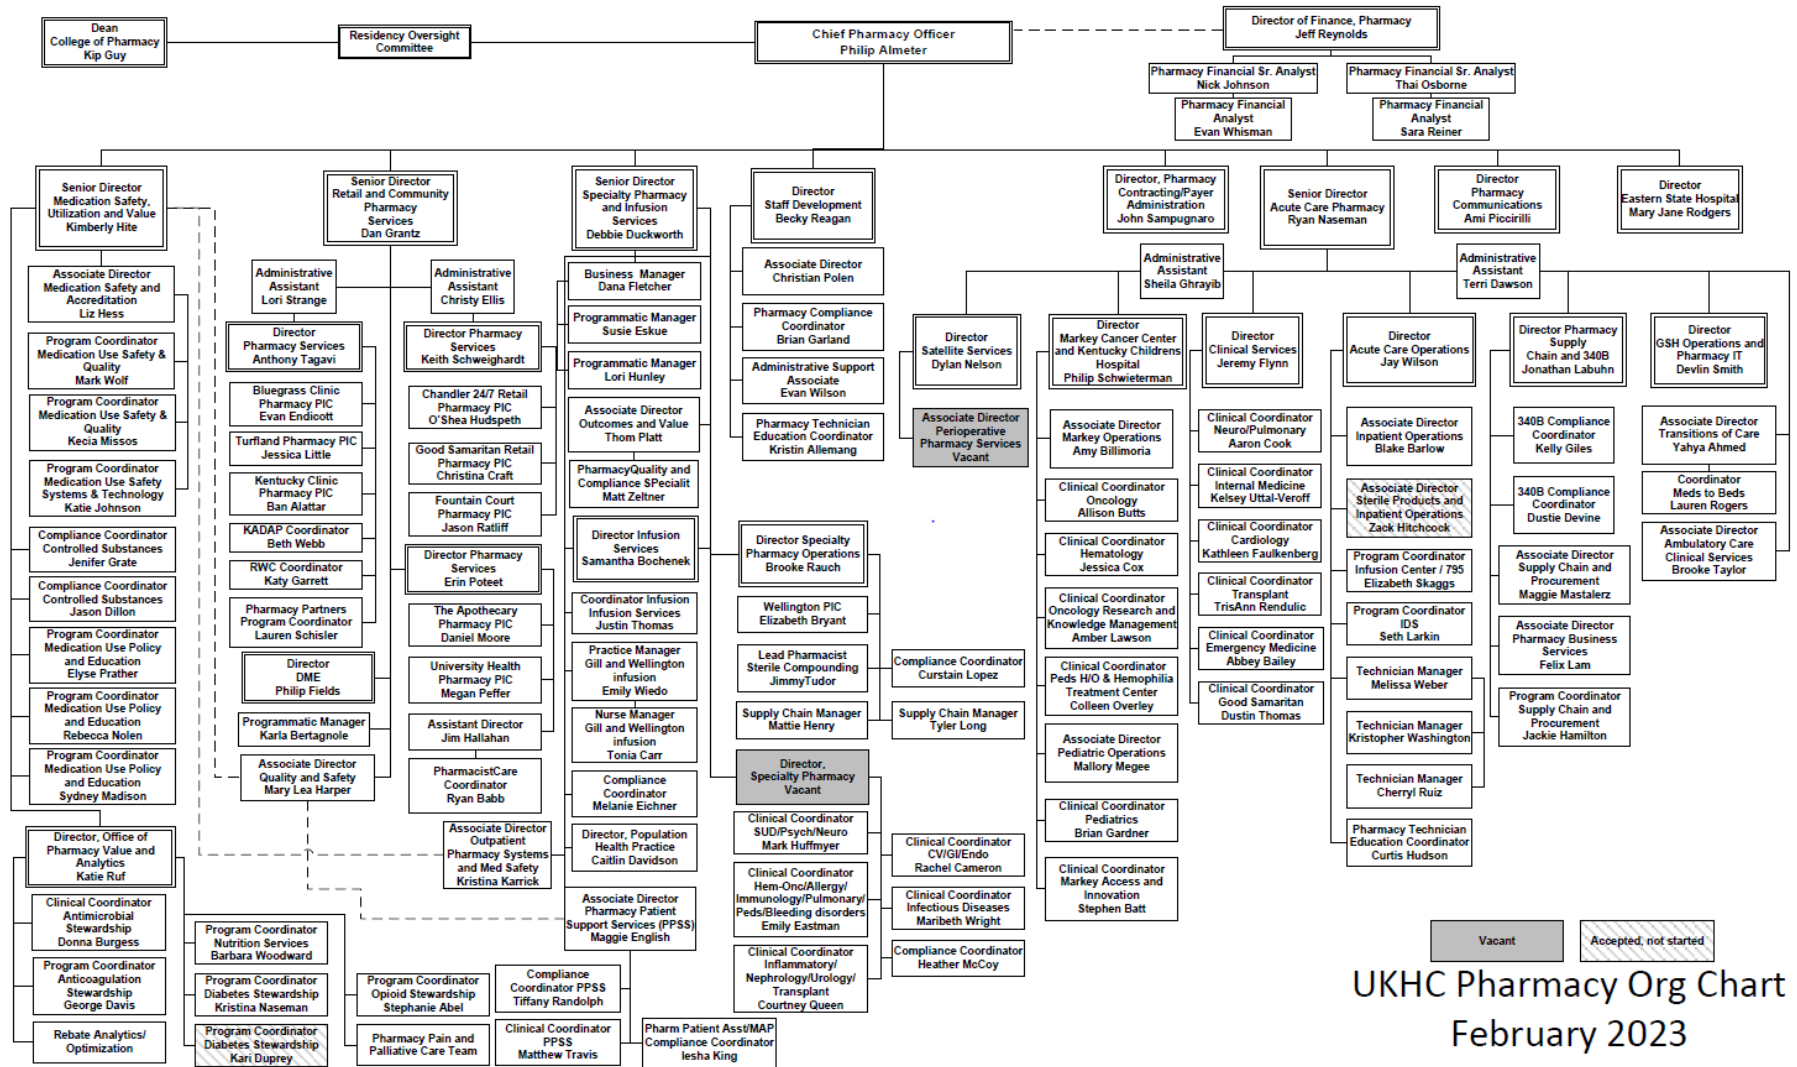 Dean
College of Pharmacy
Kip Guy
Residency Oversight
Committee
Chief Pharmacy Officer
Philip Almeter
Director of Finance, Pharmacy
Jeff Reynolds
Pharmacy Financial Sr. Analyst
Nick Johnson
Pharmacy Financial Sr. Analyst
Thai Osborne
Pharmacy Financial
Analyst
Evan Whisman
Pharmacy Financial
Analyst
Sara Reiner
Senior Director
Medication Safety,
Utilization and Value
Kimberly Hite
Associate Director
Medication Safety and
Accreditation
Liz Hess
Program Coordinator
Medication Use Safety &
Quality
Mark Wolf
Program Coordinator
Medication Use Safety &
Quality
Kecia Missos
Program Coordinator
Medication Use Safety
Systems & Technology
Katie Johnson
Compliance Coordinator
Controlled Substances
Jenifer Grate
Compliance Coordinator
Controlled Substances
Jason Dillon
Program Coordinator
Medication Use Policy
and Education
Elyse Prather
Program Coordinator
Medication Use Policy
and Education
Rebecca Nolen
Program Coordinator
Medication Use Policy
and Education
Sydney Madison
Director, Office of
Pharmacy Value and
Analytics
Katie Ruf
Clinical Coordinator
Antimicrobial
Stewardship
Donna Burgess
Program Coordinator
Anticoagulation
Stewardship
George Davis
Rebate Analytics/
Optimization
Program Coordinator
Nutrition Services
Barbara Woodward
Program Coordinator
Diabetes Stewardship
Kristina Naseman
Program Coordinator
Diabetes Stewardship
Kari Duprey
Program Coordinator
Opioid Stewardship
Stephanie Abel
Pharmacy Pain and
Palliative Care Team
Senior Director
Retail and Community
Pharmacy
Services
Dan Grantz
Administrative
Assistant
Lori Strange
Administrative
Assistant
Christy Ellis
Director
Pharmacy Services
Anthony Tagavi
Bluegrass Clinic
Pharmacy PIC
Evan Endicott
Turfland Pharmacy PIC
Jessica Little
Kentucky Clinic
Pharmacy PIC
Ban Alattar
KADAP Coordinator
Beth Webb
RWC Coordinator
Katy Garrett
Pharmacy Partners
Program Coordinator
Lauren Schisler
Director
DME
Philip Fields
Programmatic Manager
Karla Bertagnole
Associate Director
Quality and Safety
Mary Lea Harper
Director Pharmacy
Services
Keith Schweighardt
Chandler 24/7 Retail
Pharmacy PIC
O'Shea Hudspeth
Good Samaritan Retail
Pharmacy PIC
Christina Craft
Fountain Court
Pharmacy PIC
Jason Ratliff
Director Pharmacy
Services
Erin Poteet
The Apothecary
Pharmacy PIC
Daniel Moore
University Health
Pharmacy PIC
Megan Peffer
Assistant Director
Jim Hallahan
PharmacistCare
Coordinator
Ryan Babb
Associate Director
Outpatient
Pharmacy Systems
and Med Safety
Kristina Karrick
Senior Director
Specialty Pharmacy
and Infusion
Services
Debbie Duckworth
Business Manager
Dana Fletcher
Programmatic Manager
Susie Eskue
Programmatic Manager
Lori Hunley
Associate Director
Outcomes and Value
Thom Platt
PharmacyQuality and
Compliance SPecialit
Matt Zeltner
Director Infusion
Services
Samantha Bochenek
Coordinator Infusion
Infusion Services
Justin Thomas
Practice Manager
Gill and Wellington
infusion
Emily Wiedo
Nurse Manager
Gill and Wellington
infusion
Tonia Carr
Compliance
Coordinator
Melanie Eichner
Director, Population
Health Practice
Caitlin Davidson
Associate Director
Pharmacy Patient
Support Services (PPSS)
Maggie English
Compliance
Coordinator PPSS
Tiffany Randolph
Clinical Coordinator
PPSS
Matthew Travis
Pharm Patient Asst/MAP
Compliance Coordinator
Iesha King
Director
Staff Development
Becky Reagan
Associate Director
Christian Polen
Pharmacy Compliance
Coordinator
Brian Garland
Administrative Support
Associate
Evan Wilson
Pharmacy Technician
Education Coordinator
Kristin Allemang
Director Specialty
Pharmacy Operations
Brooke Rauch
Wellington PIC
Elizabeth Bryant
Lead Pharmacist
Sterile Compounding
JimmyTudor
Compliance Coordinator
Curstain Lopez
Supply Chain Manager
Mattie Henry
Supply Chain Manager
Tyler Long
Director,
Specialty Pharmacy
Vacant
Clinical Coordinator
SUD/Psych/Neuro
Mark Huffmyer
Clinical Coordinator
Hem-Onc/Allergy/
Immunology/Pulmonary/
Peds/Bleeding disorders
Emily Eastman
Clinical Coordinator
Inflammatory/
Nephrology/Urology/
Transplant
Courtney Queen
Clinical Coordinator
CV/GI/Endo
Rachel Cameron
Clinical Coordinator
Infectious Diseases
Maribeth Wright
Compliance Coordinator
Heather McCoy
Director, Pharmacy
Contracting/Payer
Administration
John Sampugnaro
Senior Director
Acute Care Pharmacy
Ryan Naseman
Director
Pharmacy
Communications
Ami Piccirilli
Director
Eastern State Hospital
Mary Jane Rodgers
Administrative
Assistant
Sheila Ghrayib
Administrative
Assistant
Terri Dawson
Director
Satellite Services
Dylan Nelson
Associate Director
Perioperative
Pharmacy Services
Vacant
Director
Markey Cancer Center
and Kentucky Childrens
Hospital
Philip Schwieterman
Associate Director
Markey Operations
Amy Billimoria
Clinical Coordinator
Oncology
Allison Butts
Clinical Coordinator
Hematology
Jessica Cox
Clinical Coordinator
Oncology Research and
Knowledge Management
Amber Lawson
Clinical Coordinator
Peds H/O & Hemophilia
Treatment Center
Colleen Overley
Associate Director
Pediatric Operations
Mallory Megee
Clinical Coordinator
Pediatrics
Brian Gardner
Clinical Coordinator
Markey Access and
Innovation
Stephen Batt
Director
Clinical Services
Jeremy Flynn
Clinical Coordinator
Neuro/Pulmonary
Aaron Cook
Clinical Coordinator
Internal Medicine
Kelsey Uttal-Veroff
Clinical Coordinator
Cardiology
Kathleen Faulkenberg
Clinical Coordinator
Transplant
TrisAnn Rendulic
Clinical Coordinator
Emergency Medicine
Abbey Bailey
Clinical Coordinator
Good Samaritan
Dustin Thomas
Director
Acute Care Operations
Jay Wilson
Associate Director
Inpatient Operations
Blake Barlow
Associate Director
Sterile Products and
Inpatient Operations
Zack Hitchcock
Program Coordinator
Infusion Center / 795
Elizabeth Skaggs
Program Coordinator
IDS
Seth Larkin
Technician Manager
Melissa Weber
Technician Manager
Kristopher Washington
Technician Manager
Cherryl Ruiz
Pharmacy Technician
Education Coordinator
Curtis Hudson
Director Pharmacy
Supply
Chain and 340B
Jonathan Labuhn
340B Compliance
Coordinator
Kelly Giles
340B Compliance
Coordinator
Dustie Devine
Associate Director
Supply Chain and
Procurement
Maggie Mastalerz
Associate Director
Pharmacy Business
Services
Felix Lam
Program Coordinator
Supply Chain and
Procurement
Jackie Hamilton
Director
GSH Operations and
Pharmacy IT
Devlin Smith
Associate Director
Transitions of Care
Yahya Ahmed
Coordinator
Meds to Beds
Lauren Rogers
Associate Director
Ambulatory Care
Clinical Services
Brooke Taylor
Vacant
Accepted, not started
UKHC Pharmacy Org Chart
February 2023